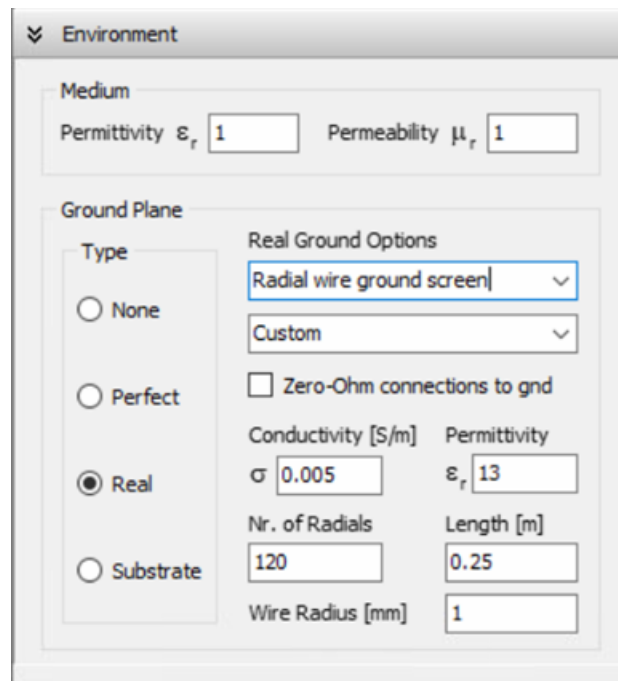 Environment
Medium
Permittivity εr 1 Permeability μr 1
Ground Plane
Type
Real Ground Options
None
Radial wire ground screen
Custom
Perfect
Zero-Ohm connections to gnd
Real
Conductivity [S/m] Permittivity
σ 0.005 εr 13
Substrate
Nr. of Radials Length [m]
120 0.25
Wire Radius [mm] 1